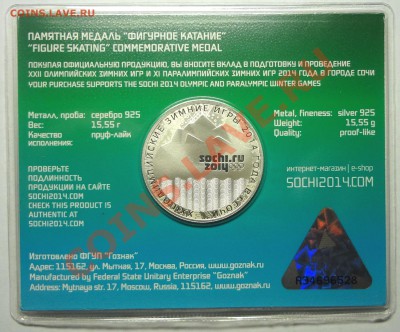 COINS.ЛАВЕ.RU
ПАМЯТНАЯ МЕДАЛЬ "ФИГУРНОЕ КАТАНИЕ"
"FIGURE SKATING" COMMEMORATIVE MEDAL
ПОКУПАЯ ОФИЦИАЛЬНУЮ ПРОДУКЦИЮ, ВЫ ВНОСИТЕ ВКЛАД В ПОДГОТОВКУ И ПРОВЕДЕНИЕ
XXII ОЛИМПИЙСКИХ ЗИМНИХ ИГР И XI ПАРАЛИМПИЙСКИХ ЗИМНИХ ИГР 2014 ГОДА В ГОРОДЕ СОЧИ
YOUR PURCHASE SUPPORTS THE SOCHI 2014 OLYMPIC AND PARALYMPIC WINTER GAMES
Металл, проба: серебро 925
Вес: 15,55 г
Качество пруф-лайк
исполнения:
Metal, fineness: silver 925
Weight: 15,55 g
Quality: proof-like
sochi.ru
2014
ПРОВЕРЬТЕ
ПОДЛИННОСТЬ
ПРОДУКЦИИ НА САЙТЕ
SOCHI2014.COM
CHECK THIS PRODUCT IS
AUTHENTIC AT
SOCHI2014.COM
интернет-магазин | e-shop
SOCHI2014.COM
Изготовлено ФГУП "Гознак"
Адрес: 115162, ул. Мытная, 17, Москва, Россия, www.goznak.ru
Manufactured by Federal State Unitary Enterprise "Goznak"
Address: Mytnaya street, 17, Moscow, Russia, 115162, www.goznak.ru